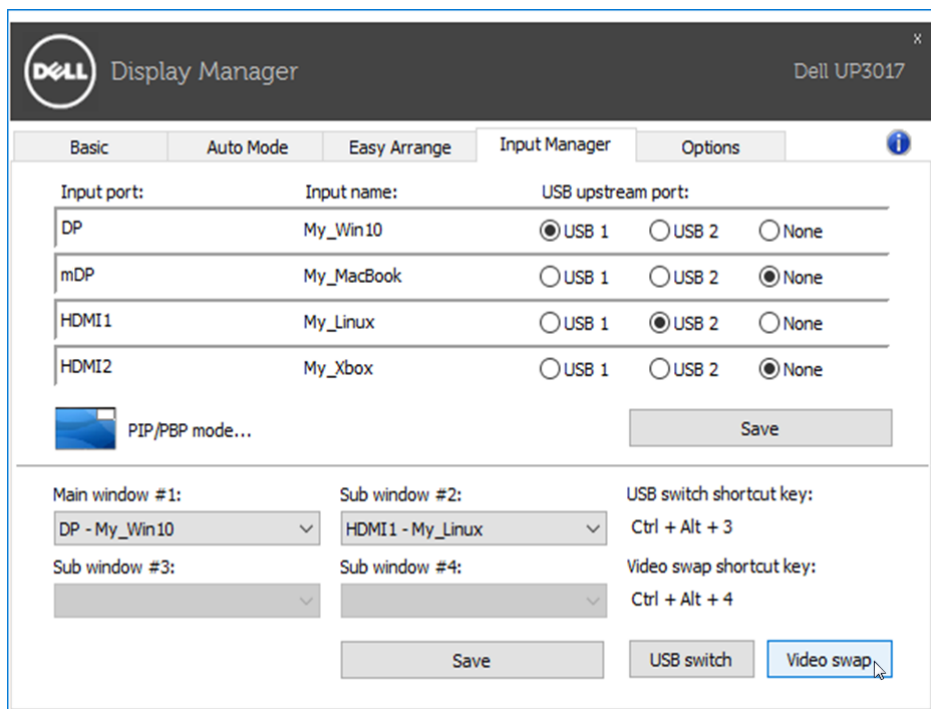 x
DELL Display Manager Dell UP3017
Basic Auto Mode Easy Arrange Input Manager Options i
Input port: Input name: USB upstream port:
DP My_Win10 USB 1 USB 2 None
mDP My_MacBook USB 1 USB 2 None
HDMI1 My_Linux USB 1 USB 2 None
HDMI2 My_Xbox USB 1 USB 2 None
PIP/PBP mode... Save
Main window #1: Sub window #2: USB switch shortcut key:
DP - My_Win10 HDMI1 - My_Linux Ctrl + Alt + 3
Sub window #3: Sub window #4: Video swap shortcut key:
Ctrl + Alt + 4
Save USB switch Video swap